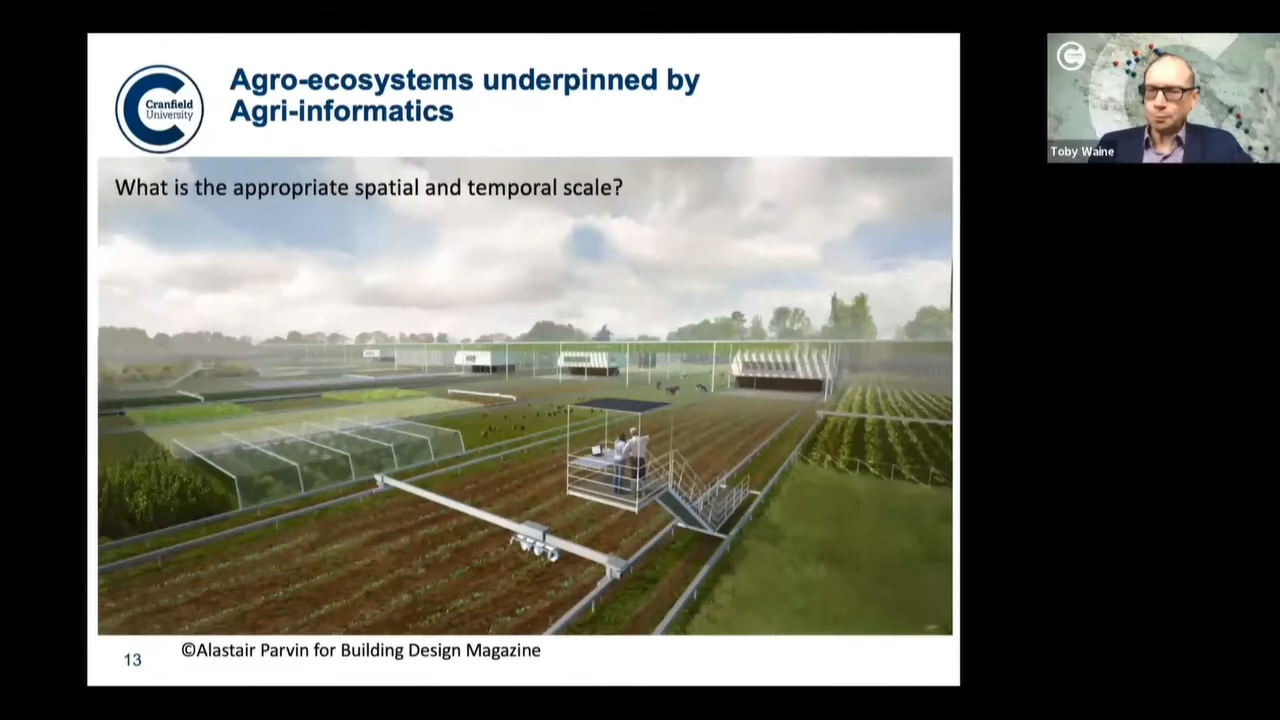 Cranfield
University
Agro-ecosystems underpinned by
Agri-informatics
What is the appropriate spatial and temporal scale?
13
©Alastair Parvin for Building Design Magazine
Toby Waine